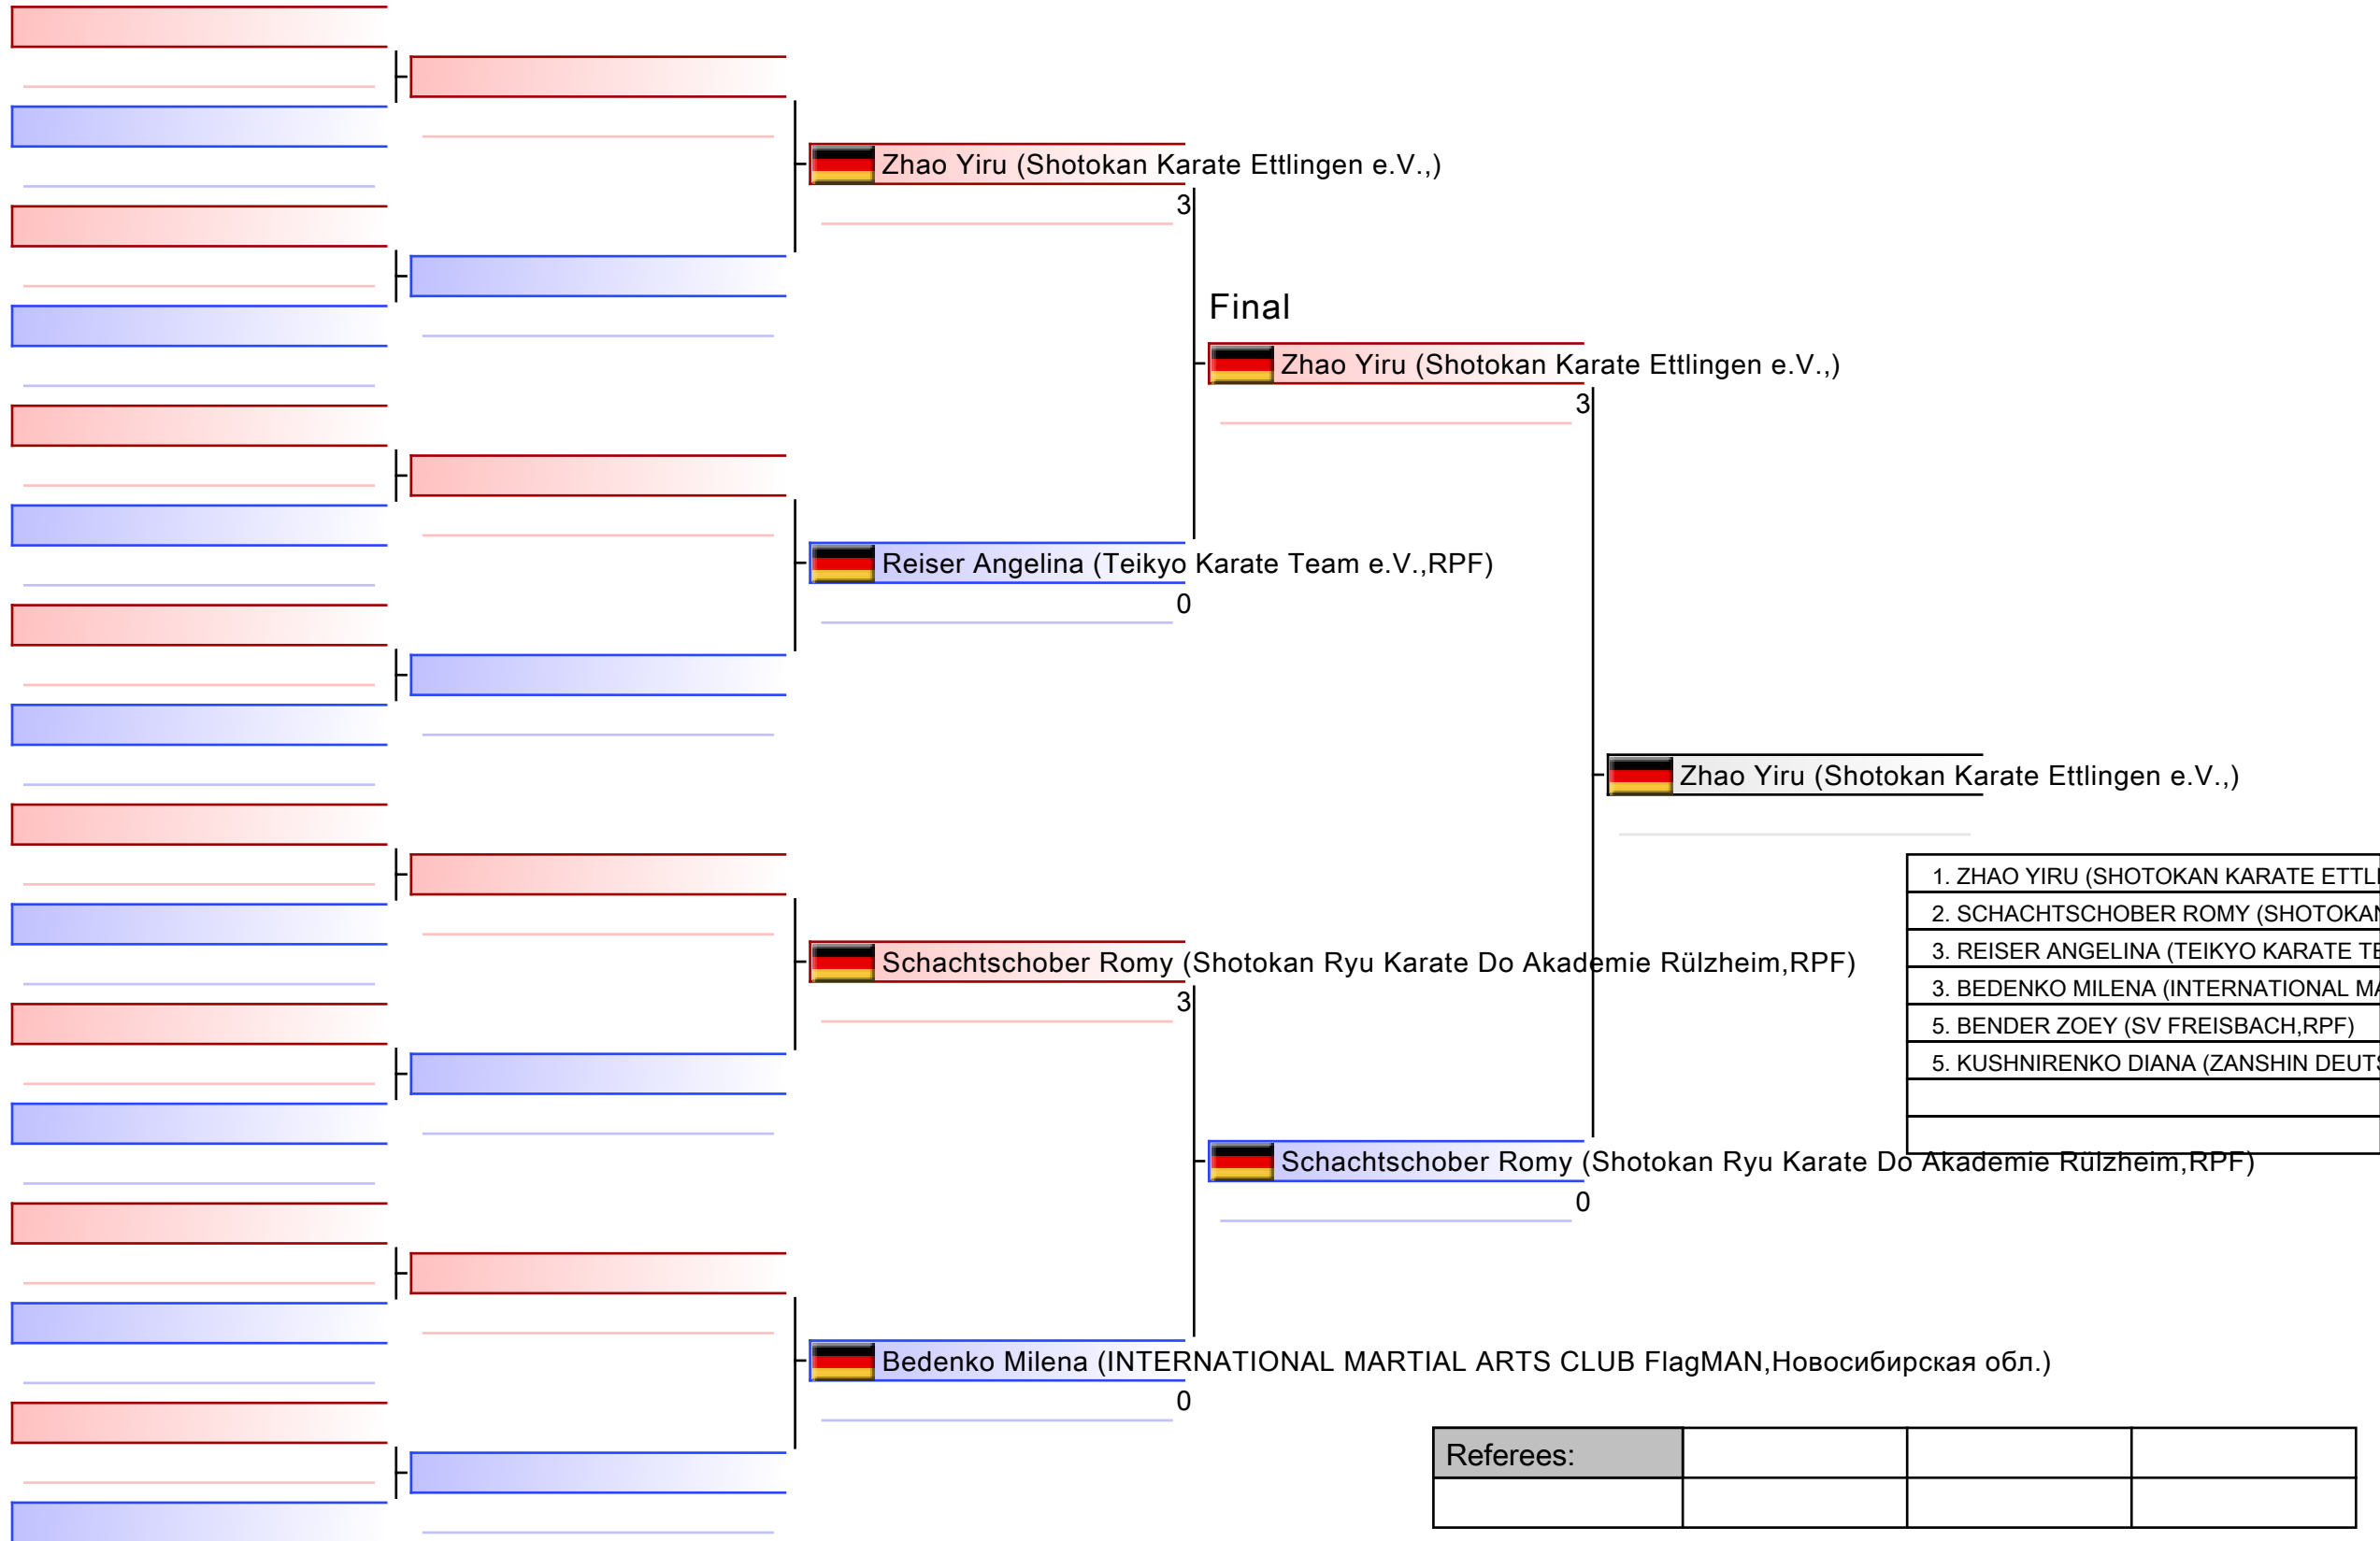 Zhao Yiru (Shotokan Karate Ettlingen e.V.,)
3
Final
Zhao Yiru (Shotokan Karate Ettlingen e.V.,)
3
Reiser Angelina (Teikyo Karate Team e.V.,RPF)
0
Zhao Yiru (Shotokan Karate Ettlingen e.V.,)
1. ZHAO YIRU (SHOTOKAN KARATE ETTL
2. SCHACHTSCHOBER ROMY (SHOTOKAN
3. REISER ANGELINA (TEIKYO KARATE TE
3. BEDENKO MILENA (INTERNATIONAL MA
5. BENDER ZOEY (SV FREISBACH,RPF)
5. KUSHNIRENKO DIANA (ZANSHIN DEUTS
Schachtschober Romy (Shotokan Ryu Karate Do Akademie Rülzheim,RPF)
3
Schachtschober Romy (Shotokan Ryu Karate Do Akademie Rülzheim,RPF)
0
Bedenko Milena (INTERNATIONAL MARTIAL ARTS CLUB FlagMAN,Новосибирская обл.)
0
Referees: